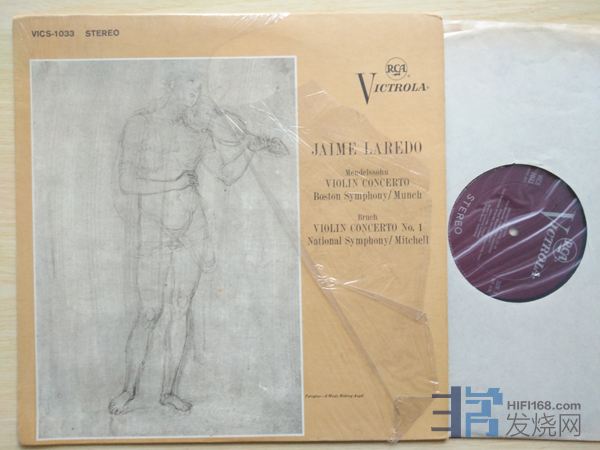 VICS-1033 STEREO
RCA
VICTROLA
JAIME LAREDO
Mendelssohn
VIOLIN CONCERTO
Boston Symphony/Munch
Bruch
VIOLIN CONCERTO No. 1
National Symphony/Mitchell
STEREO
RCA
VICTROLA
HIFI168.com
发烧网